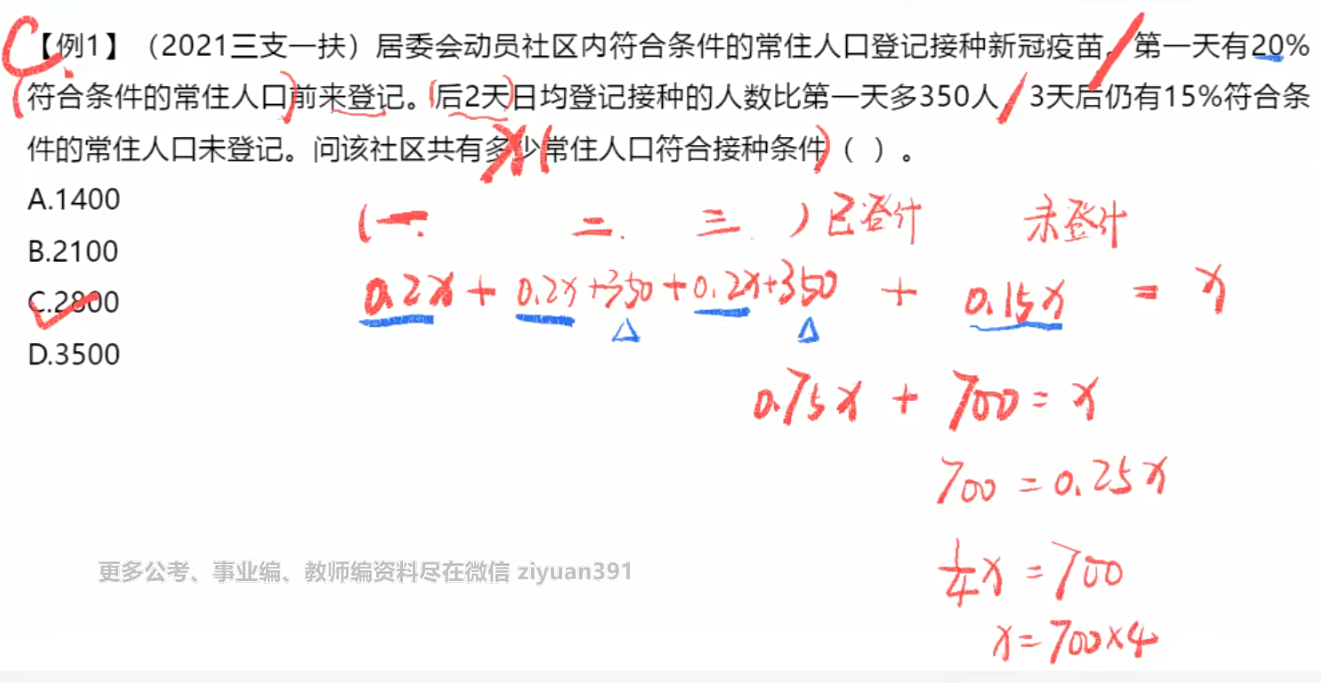 【例1】（2021三支一扶）居委会动员社区内符合条件的常住人口登记接种新冠疫苗。第一天有20%
符合条件的常住人口前来登记。后2天日均登记接种的人数比第一天多350人，3天后仍有15%符合条
件的常住人口未登记。问该社区共有多少常住人口符合接种条件（ ）。
C.
x
A.1400
B.2100
C.2800
D.3500
(一. 二. 三.)已登计 未登计
0.2x+0.2x+350+0.2x+350 + 0.15x = x
0.75x + 700 = x
700 = 0.25x
1/4x = 700
x=700×4
更多公考、事业编、教师编资料尽在微信 ziyuan391